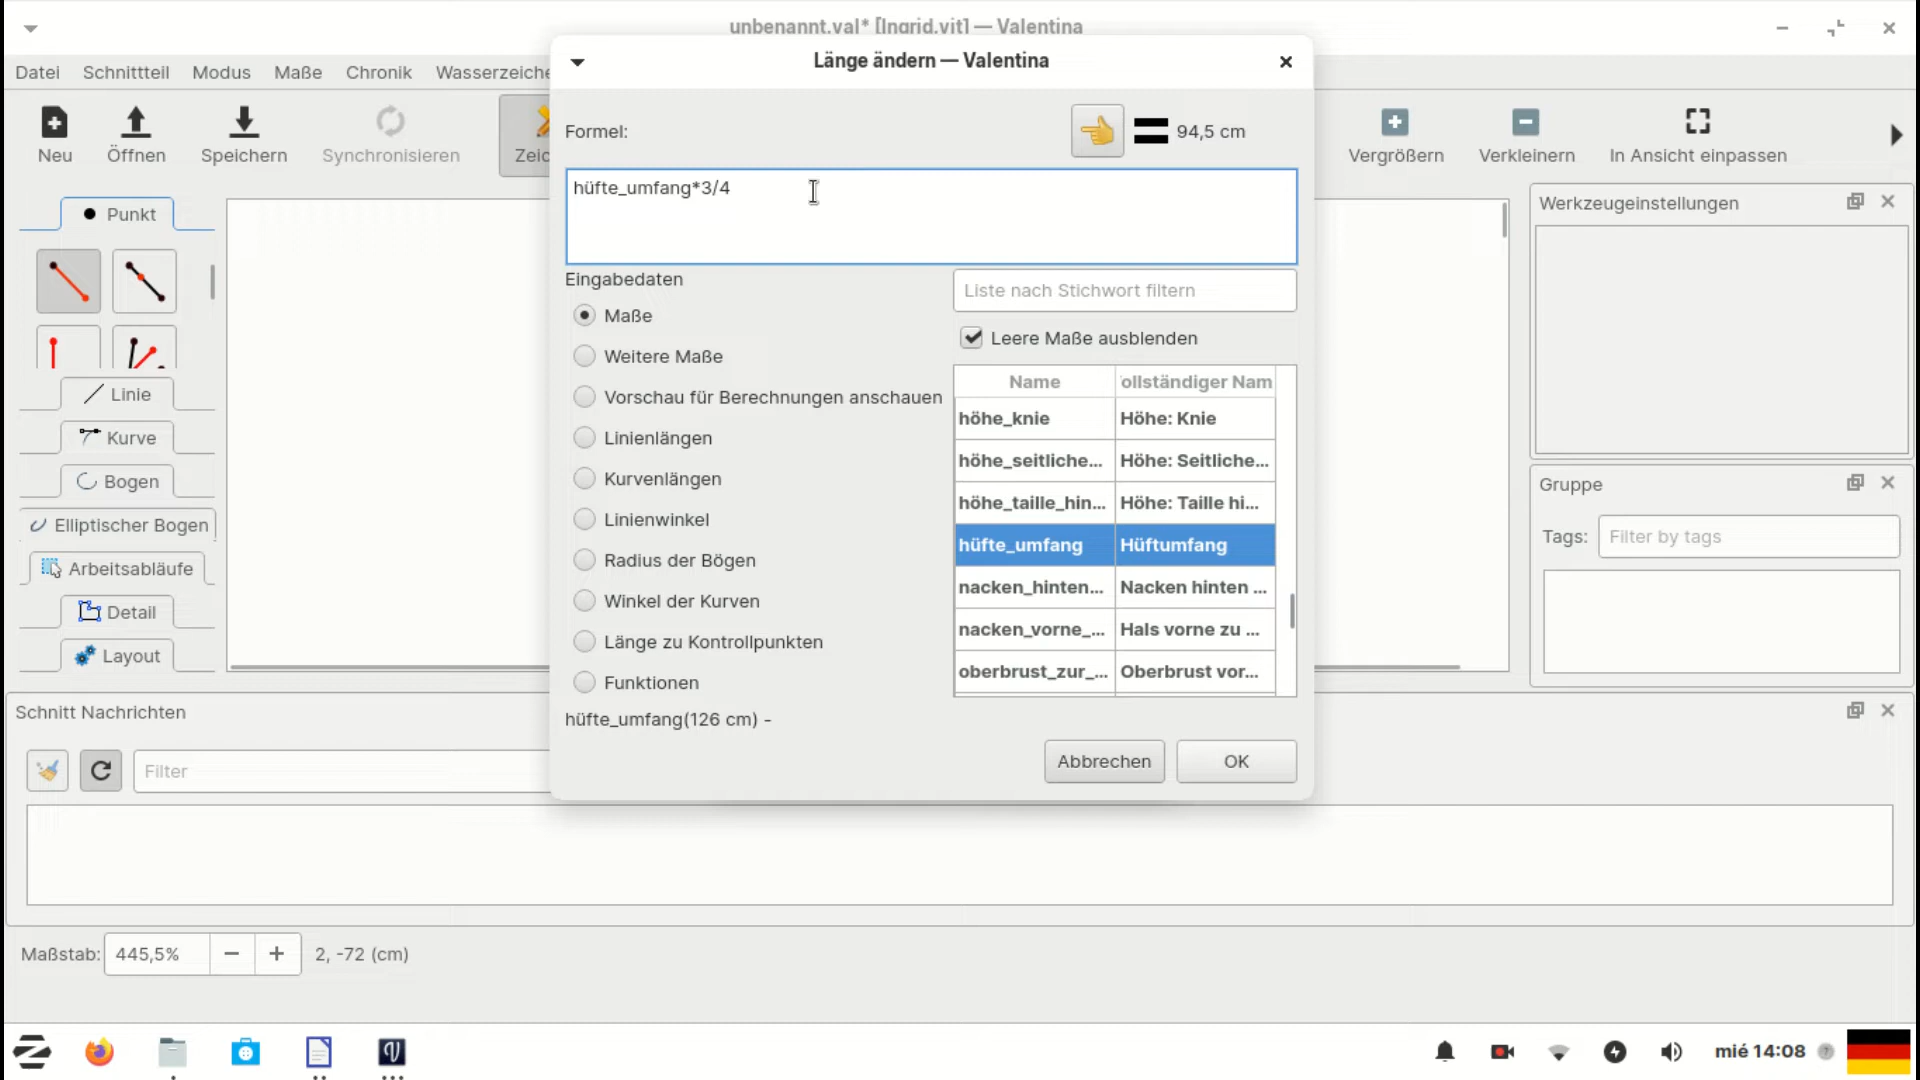 unbenannt.val* [Ingrid.vit] — Valentina
Länge ändern — Valentina
Datei
Schnittteil
Modus
Maße
Chronik
Wasserzeiche
Neu
Öffnen
Speichern
Synchronisieren
Zeic
Vergrößern
Verkleinern
In Ansicht einpassen
Formel:
94,5 cm
hüfte_umfang*3/4
Punkt
Linie
Kurve
Bogen
Elliptischer Bogen
Arbeitsabläufe
Detail
Layout
Eingabedaten
Maße
Weitere Maße
Vorschau für Berechnungen anschauen
Linienlängen
Kurvenlängen
Linienwinkel
Radius der Bögen
Winkel der Kurven
Länge zu Kontrollpunkten
Funktionen
Liste nach Stichwort filtern
Leere Maße ausblenden
Name ollständiger Nam
höhe_knie Höhe: Knie
höhe_seitliche... Höhe: Seitliche...
höhe_taille_hin... Höhe: Taille hi...
hüfte_umfang Hüftumfang
nacken_hinten... Nacken hinten ...
nacken_vorne_... Hals vorne zu ...
oberbrust_zur_... Oberbrust vor...
hüfte_umfang(126 cm) -
Abbrechen
OK
Werkzeugeinstellungen
Gruppe
Tags:
Filter by tags
Schnitt Nachrichten
Filter
Maßstab:
445,5%
2, -72 (cm)
mié 14:08
?